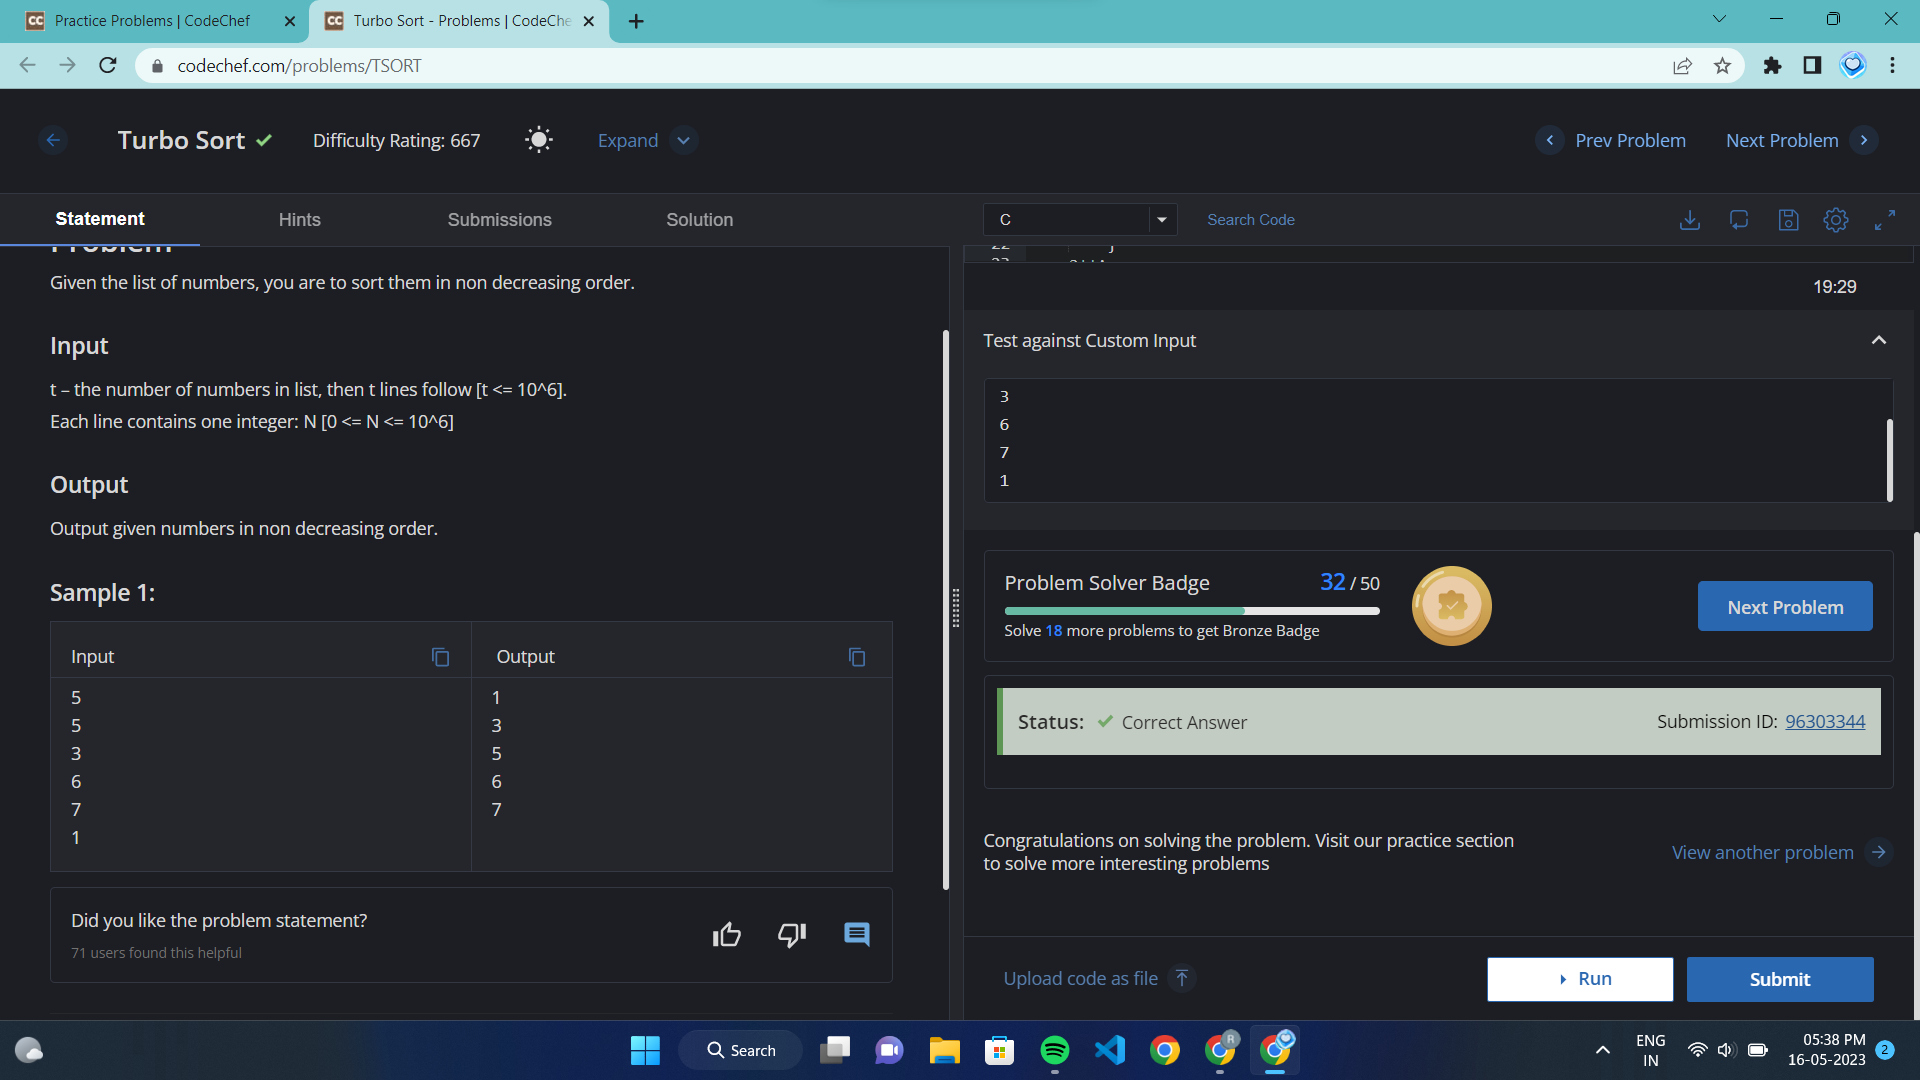 Practice Problems | CodeChef
Turbo Sort - Problems | CodeChe
codechef.com/problems/TSORT
Turbo Sort
Difficulty Rating: 667
Expand
Prev Problem
Next Problem
Statement
Hints
Submissions
Solution
C
Search Code
Problem
Given the list of numbers, you are to sort them in non decreasing order.
Input
t – the number of numbers in list, then t lines follow [t <= 10^6].
Each line contains one integer: N [0 <= N <= 10^6]
Output
Output given numbers in non decreasing order.
Sample 1:
Input
Output
5
5
3
6
7
1
1
3
5
6
7
Did you like the problem statement?
71 users found this helpful
22
19:29
Test against Custom Input
3
6
7
1
Problem Solver Badge
32 / 50
Solve 18 more problems to get Bronze Badge
Next Problem
Status: Correct Answer
Submission ID: 96303344
Congratulations on solving the problem. Visit our practice section
to solve more interesting problems
View another problem
Upload code as file
Run
Submit
Search
R
ENG
IN
05:38 PM
16-05-2023
2